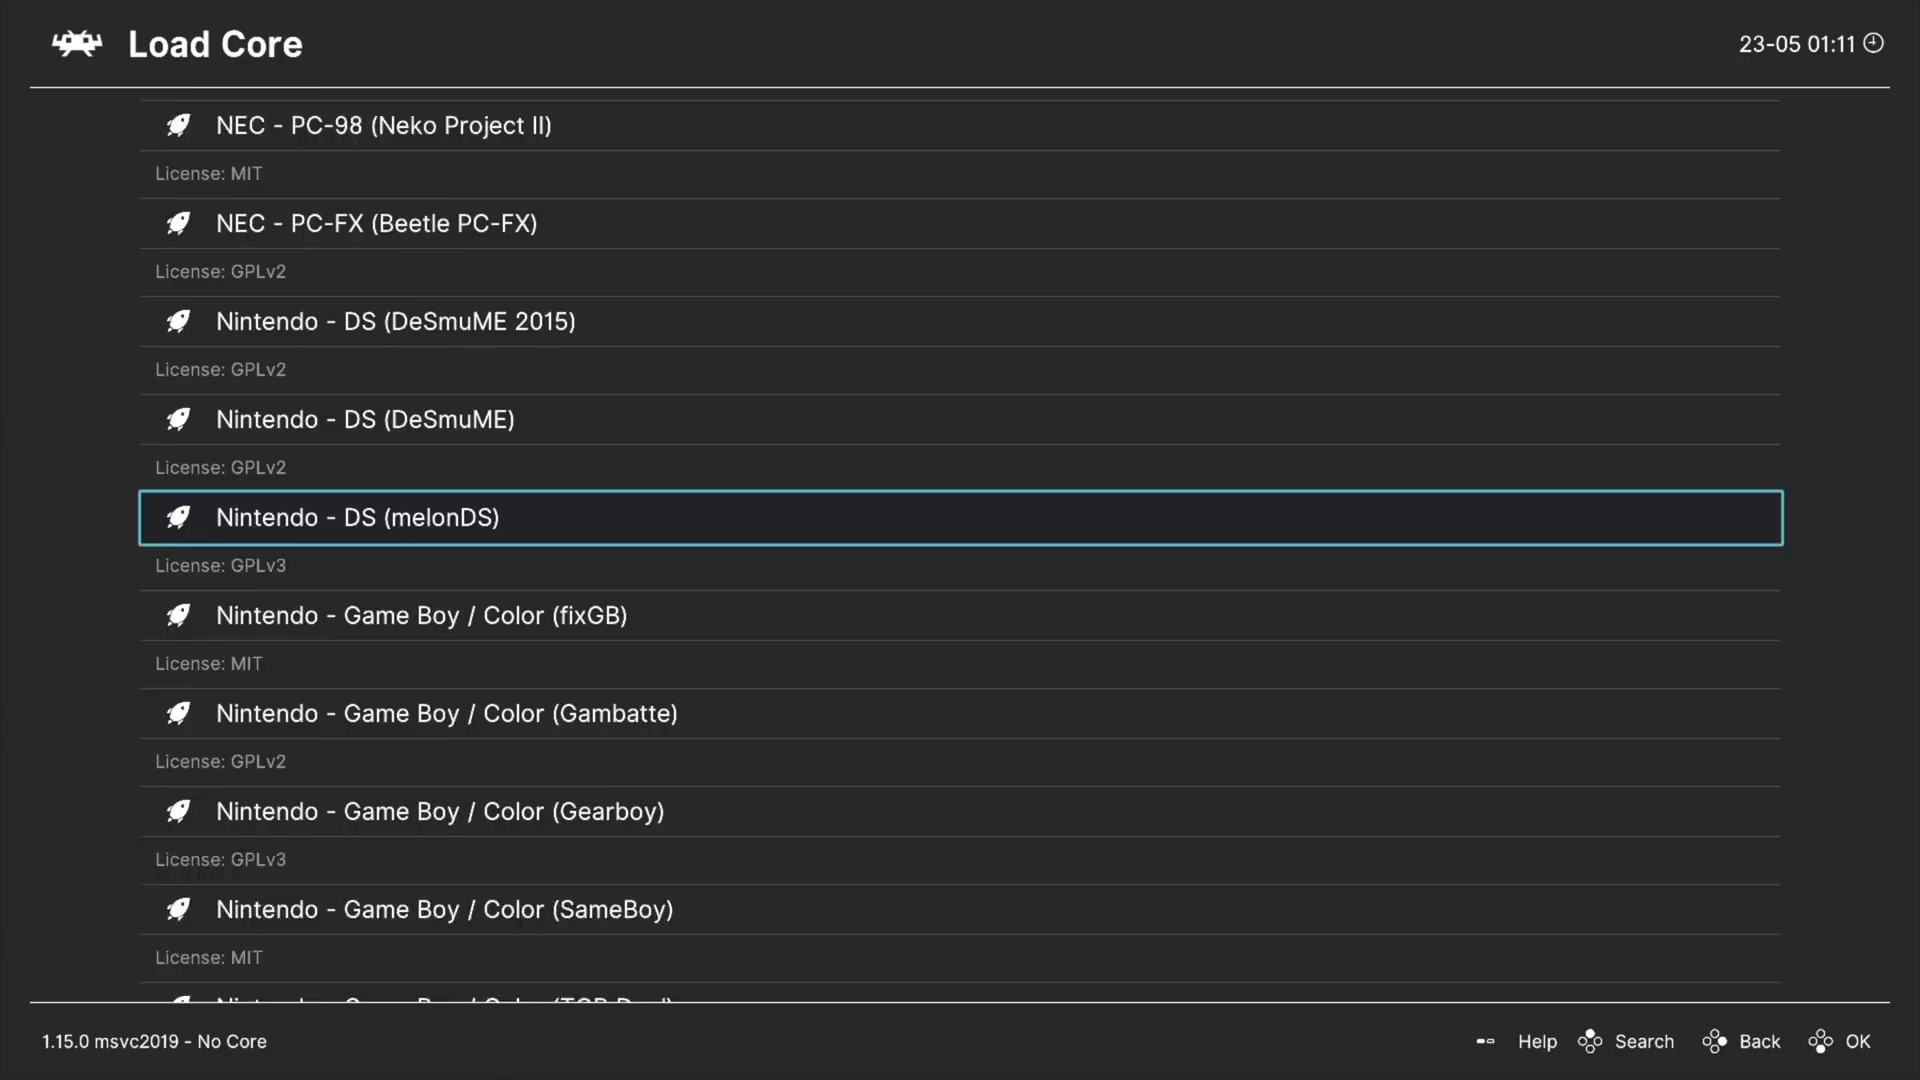 Load Core
23-05 01:11
NEC - PC-98 (Neko Project II)
License: MIT
NEC - PC-FX (Beetle PC-FX)
License: GPLv2
Nintendo - DS (DeSmuME 2015)
License: GPLv2
Nintendo - DS (DeSmuME)
License: GPLv2
Nintendo - DS (melonDS)
License: GPLv3
Nintendo - Game Boy / Color (fixGB)
License: MIT
Nintendo - Game Boy / Color (Gambatte)
License: GPLv2
Nintendo - Game Boy / Color (Gearboy)
License: GPLv3
Nintendo - Game Boy / Color (SameBoy)
License: MIT
1.15.0 msvc2019 - No Core
Help Search Back OK